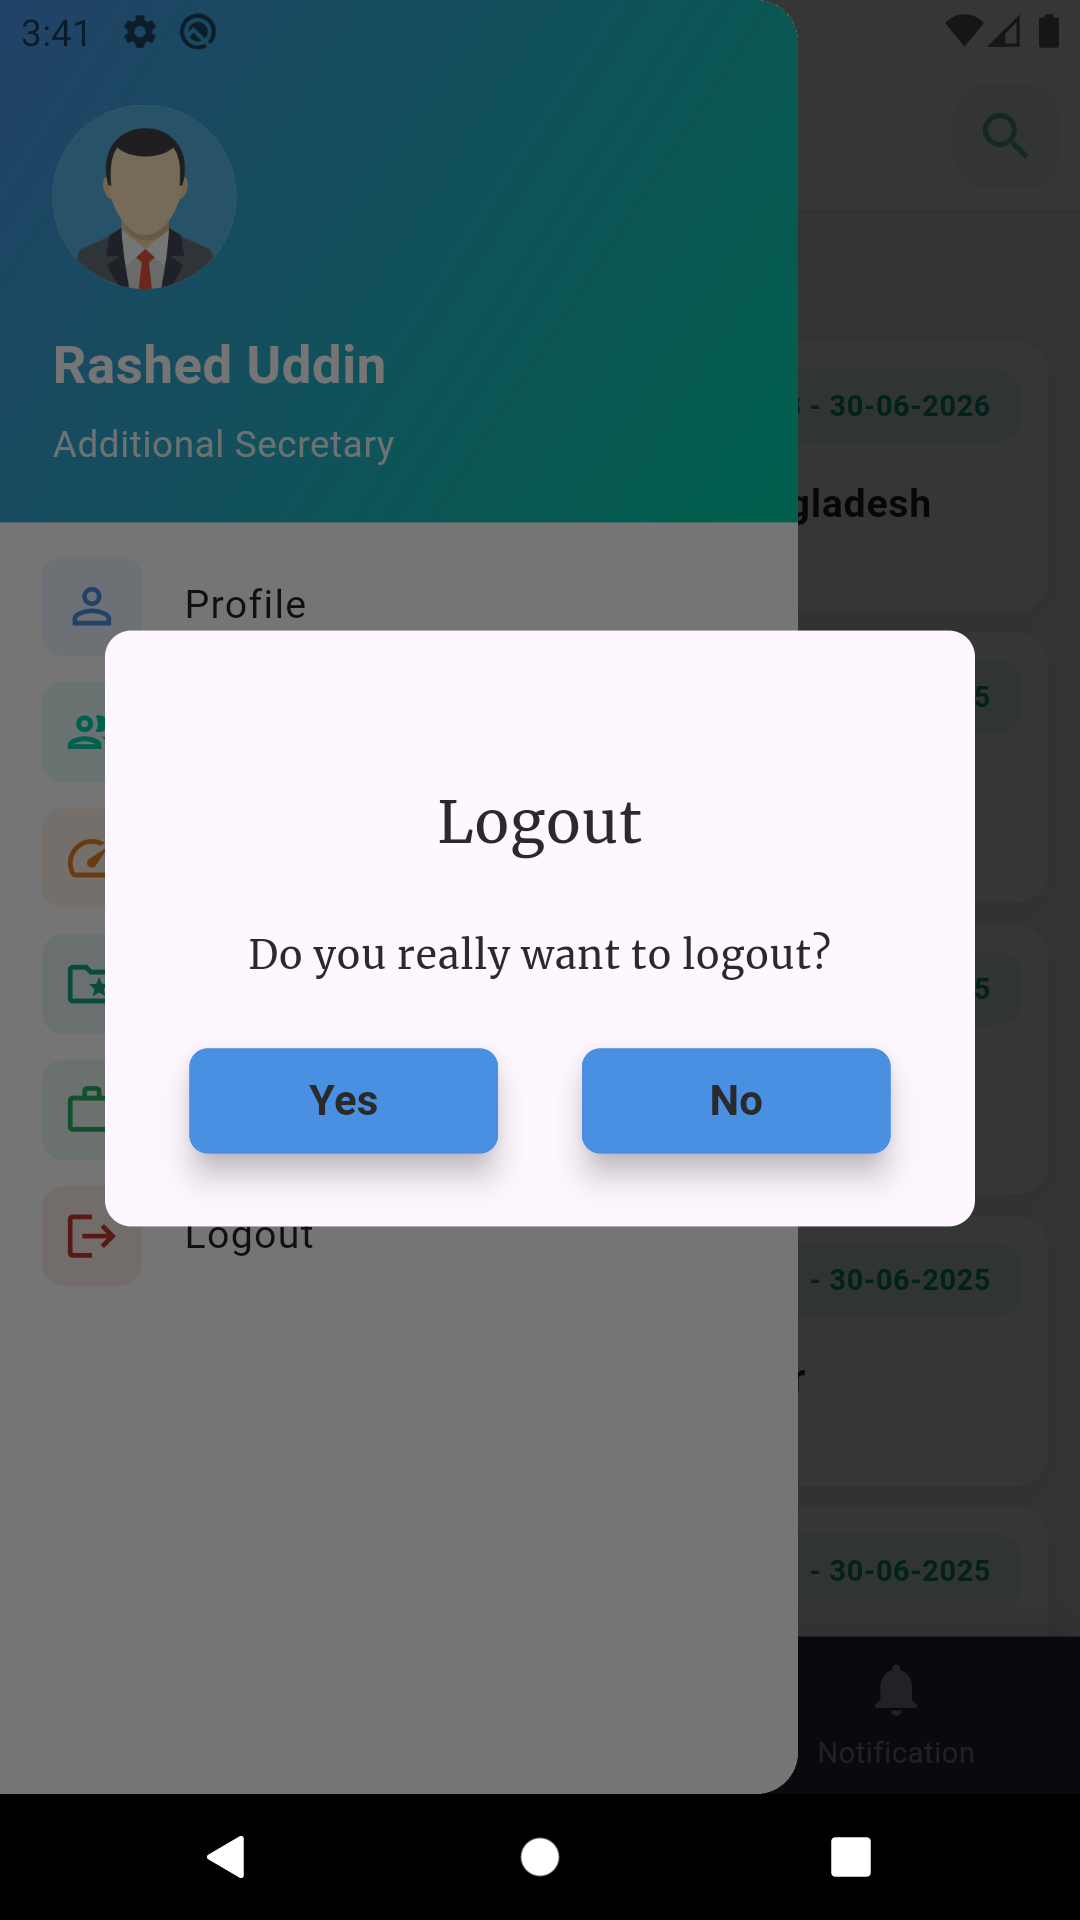 3:41
Rashed Uddin
Additional Secretary
- 30-06-2026
gladesh
Profile
5
Logout
Do you really want to logout?
5
Yes
No
Logout
- 30-06-2025
r
- 30-06-2025
Notification